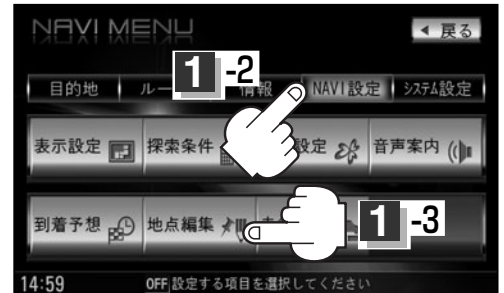 NAVI MENU
戻る
1 -2
目的地 ルー 情報 NAVI設定 システム設定
表示設定 探索条件 設定 音声案内
到着予想 地点編集
1 -3
14:59 OFF 設定する項目を選択してください